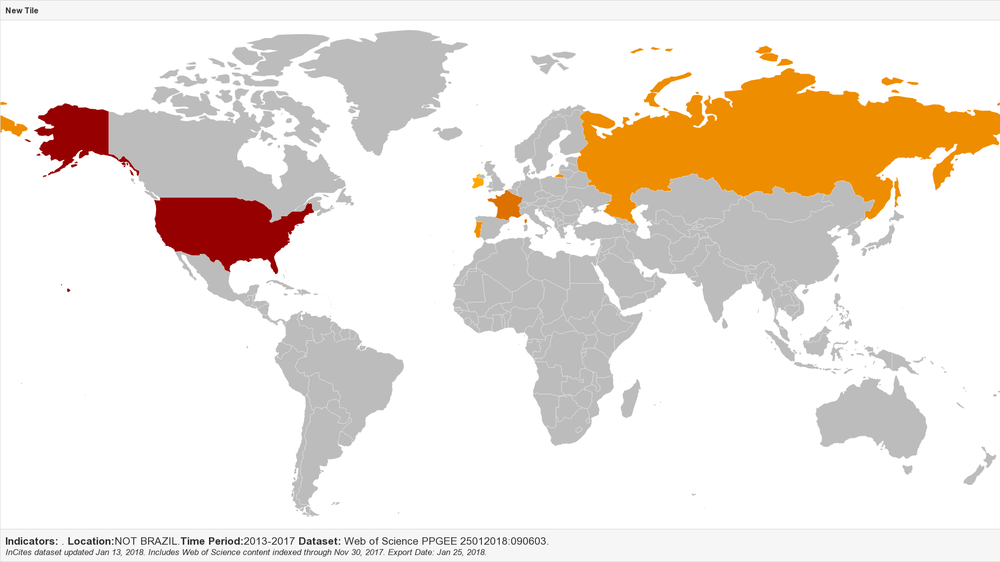 New Tile
Indicators: . Location:NOT BRAZIL.Time Period:2013-2017 Dataset: Web of Science PPGEE 25012018:090603.
InCites dataset updated Jan 13, 2018. Includes Web of Science content indexed through Nov 30, 2017. Export Date: Jan 25, 2018.